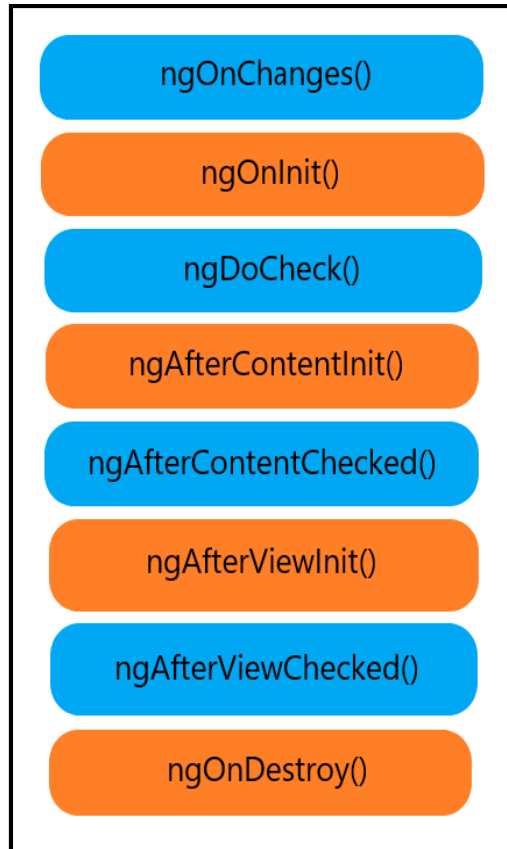 ngOnChanges()
ngOnInit()
ngDoCheck()
ngAfterContentInit()
ngAfterContentChecked()
ngAfterViewInit()
ngAfterViewChecked()
ngOnDestroy()